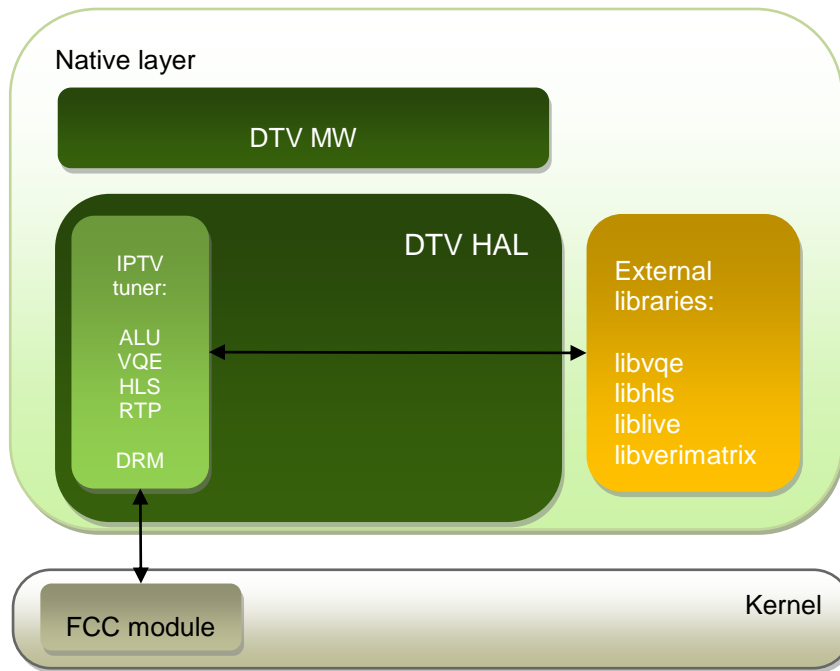 Native layer
DTV MW
DTV HAL
IPTV
tuner:
ALU
VQE
HLS
RTP
DRM
External
libraries:
libvqe
libhls
liblive
libverimatrix
Kernel
FCC module